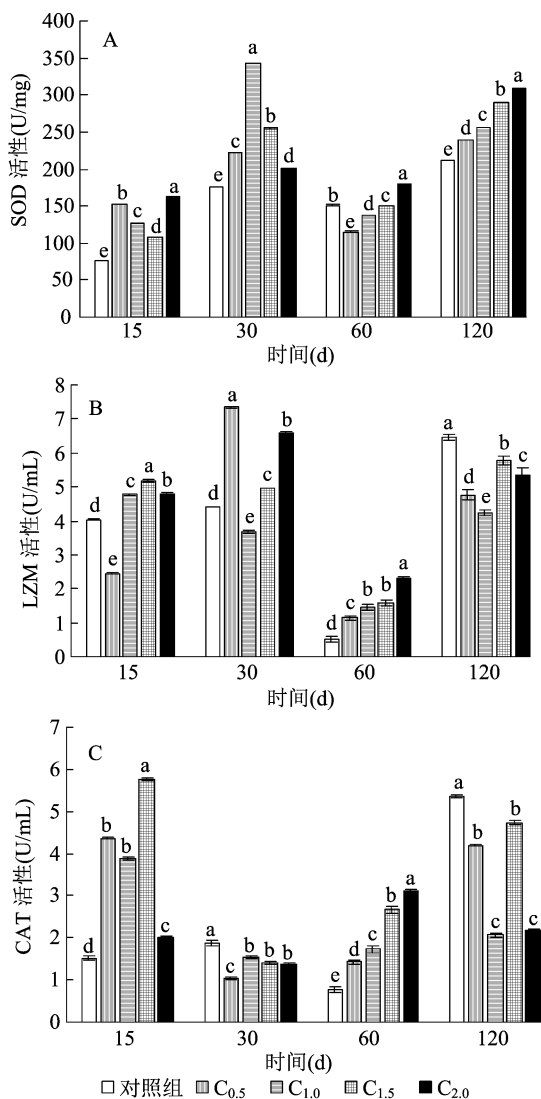 A
SOD 活性(U/mg)
400
350
300
250
200
150
100
50
0
e b c d a
e c a b d
b e d c a
e d c b a
15 30 60 120
时间(d)
B
LZM 活性(U/mL)
8
7
6
5
4
3
2
1
0
d e c a b
d a e c b
d c b b a
a d e b c
15 30 60 120
时间(d)
C
CAT 活性(U/mL)
7
6
5
4
3
2
1
0
d b b a c
a c b b b
e d c b a
a b c b c
15 30 60 120
时间(d)
对照组 C0.5 C1.0 C1.5 C2.0